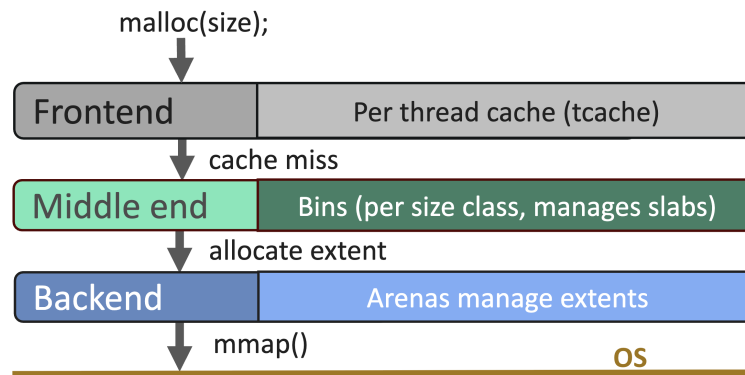 malloc(size);
Frontend
Per thread cache (tcache)
cache miss
Middle end
Bins (per size class, manages slabs)
allocate extent
Backend
Arenas manage extents
mmap()
OS